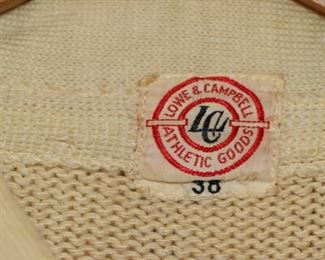 LOWE & CAMPBELL
LC
ATHLETIC GOODS
38